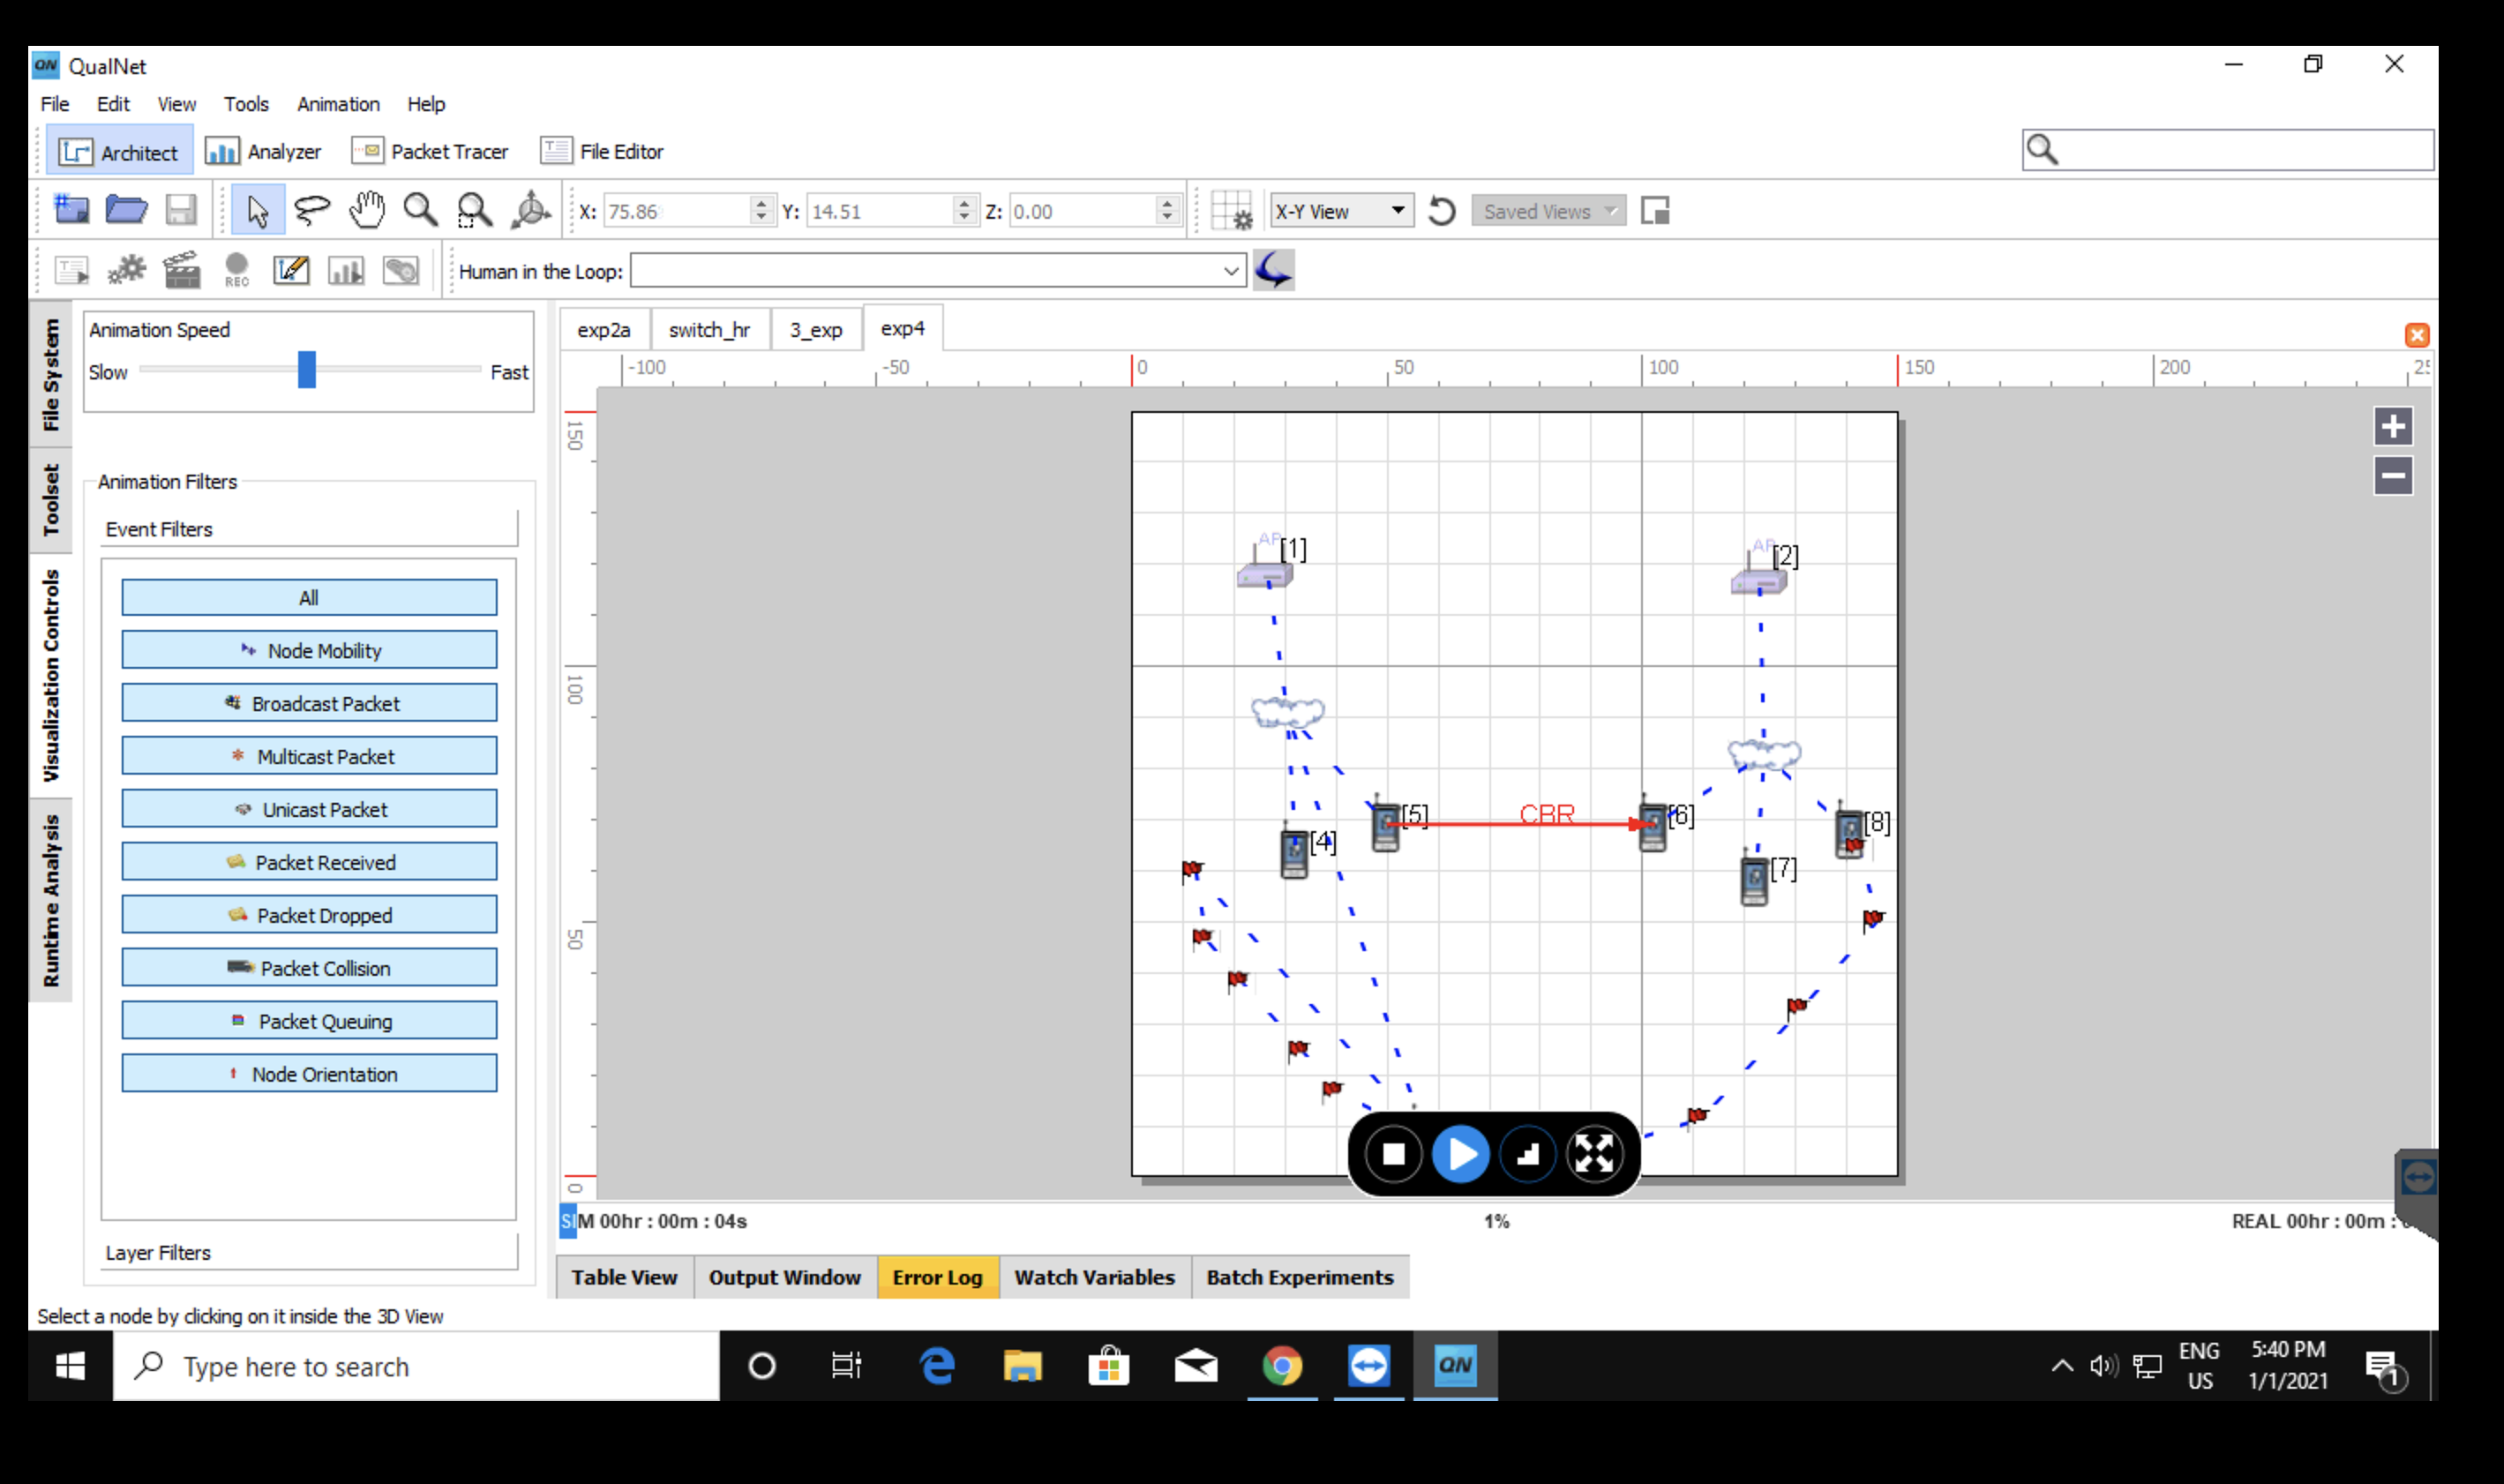 QN QualNet
File Edit View Tools Animation Help
Architect Analyzer Packet Tracer File Editor
X: 75.86 Y: 14.51 Z: 0.00 X-Y View Saved Views
REC Human in the Loop:
File System
Toolset
Visualization Controls
Runtime Analysis
Animation Speed
Slow Fast
Animation Filters
Event Filters
All
Node Mobility
Broadcast Packet
Multicast Packet
Unicast Packet
Packet Received
Packet Dropped
Packet Collision
Packet Queuing
Node Orientation
Layer Filters
exp2a switch_hr 3_exp exp4
-100 -50 0 50 100 150 200
150
100
50
0
AP [1]
AP [2]
[5] CBR [6] [8]
[4] [7]
SIM 00hr : 00m : 04s 1% REAL 00hr : 00m :
Table View Output Window Error Log Watch Variables Batch Experiments
Select a node by clicking on it inside the 3D View
Type here to search QN ENG 5:40 PM
US 1/1/2021 1